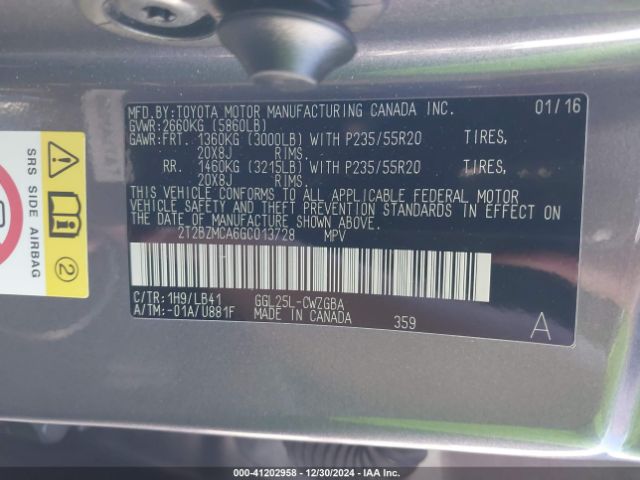 MFD.BY:TOYOTA MOTOR MANUFACTURING CANADA INC. 01/16
GVWR:2660KG (5860LB)
GAWR:FRT. 1360KG (3000LB) WITH P235/55R20 TIRES,
20X8J RIMS.
RR. 1460KG (3215LB) WITH P235/55R20 TIRES,
20X8J RIMS.
THIS VEHICLE CONFORMS TO ALL APPLICABLE FEDERAL MOTOR
VEHICLE SAFETY AND THEFT PREVENTION STANDARDS IN EFFECT ON
THE DATE OF MANUFACTURE SHOWN ABOVE.
2T2BZMCA6GC013728 MPV
C/TR:1H9/LB41 GGL25L-CWZGBA
A/TM:-01A/U881F MADE IN CANADA 359 A
SRS SIDE AIRBAG
2
000-41202958 - 12/30/2024 - IAA Inc.